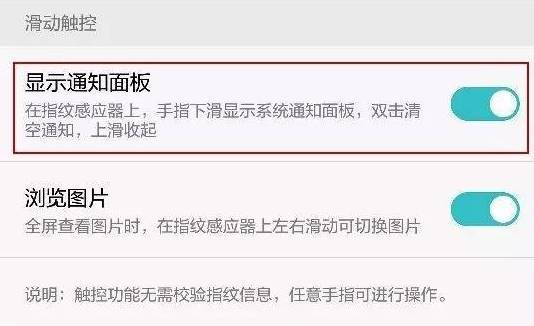 滑动触控
显示通知面板
在指纹感应器上，手指下滑显示系统通知面板，双击清
空通知，上滑收起
浏览图片
全屏查看图片时，在指纹感应器上左右滑动可切换图片
说明：触控功能无需校验指纹信息，任意手指可进行操作。